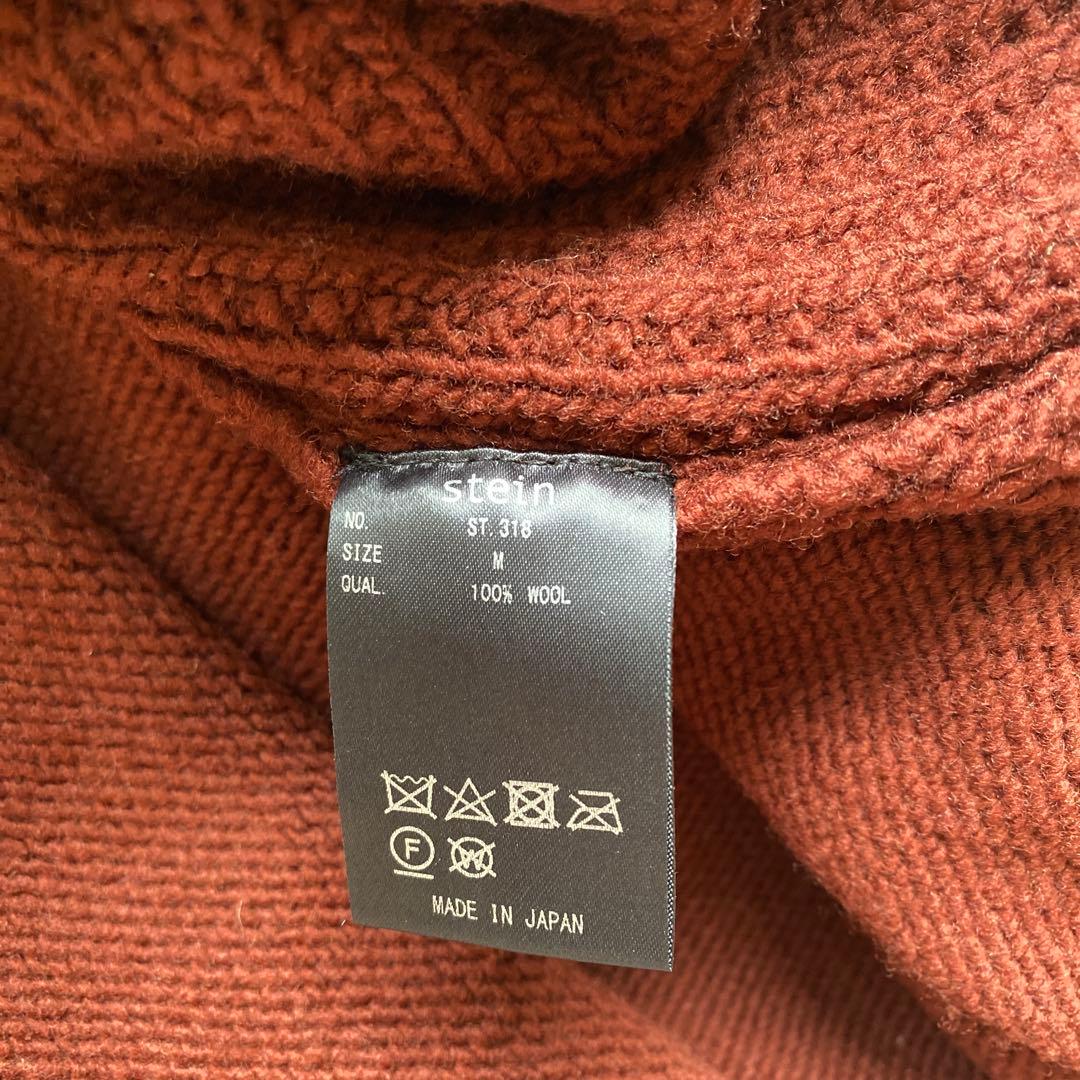 stein
NO. ST.318
SIZE M
QUAL. 100% WOOL
F W
MADE IN JAPAN